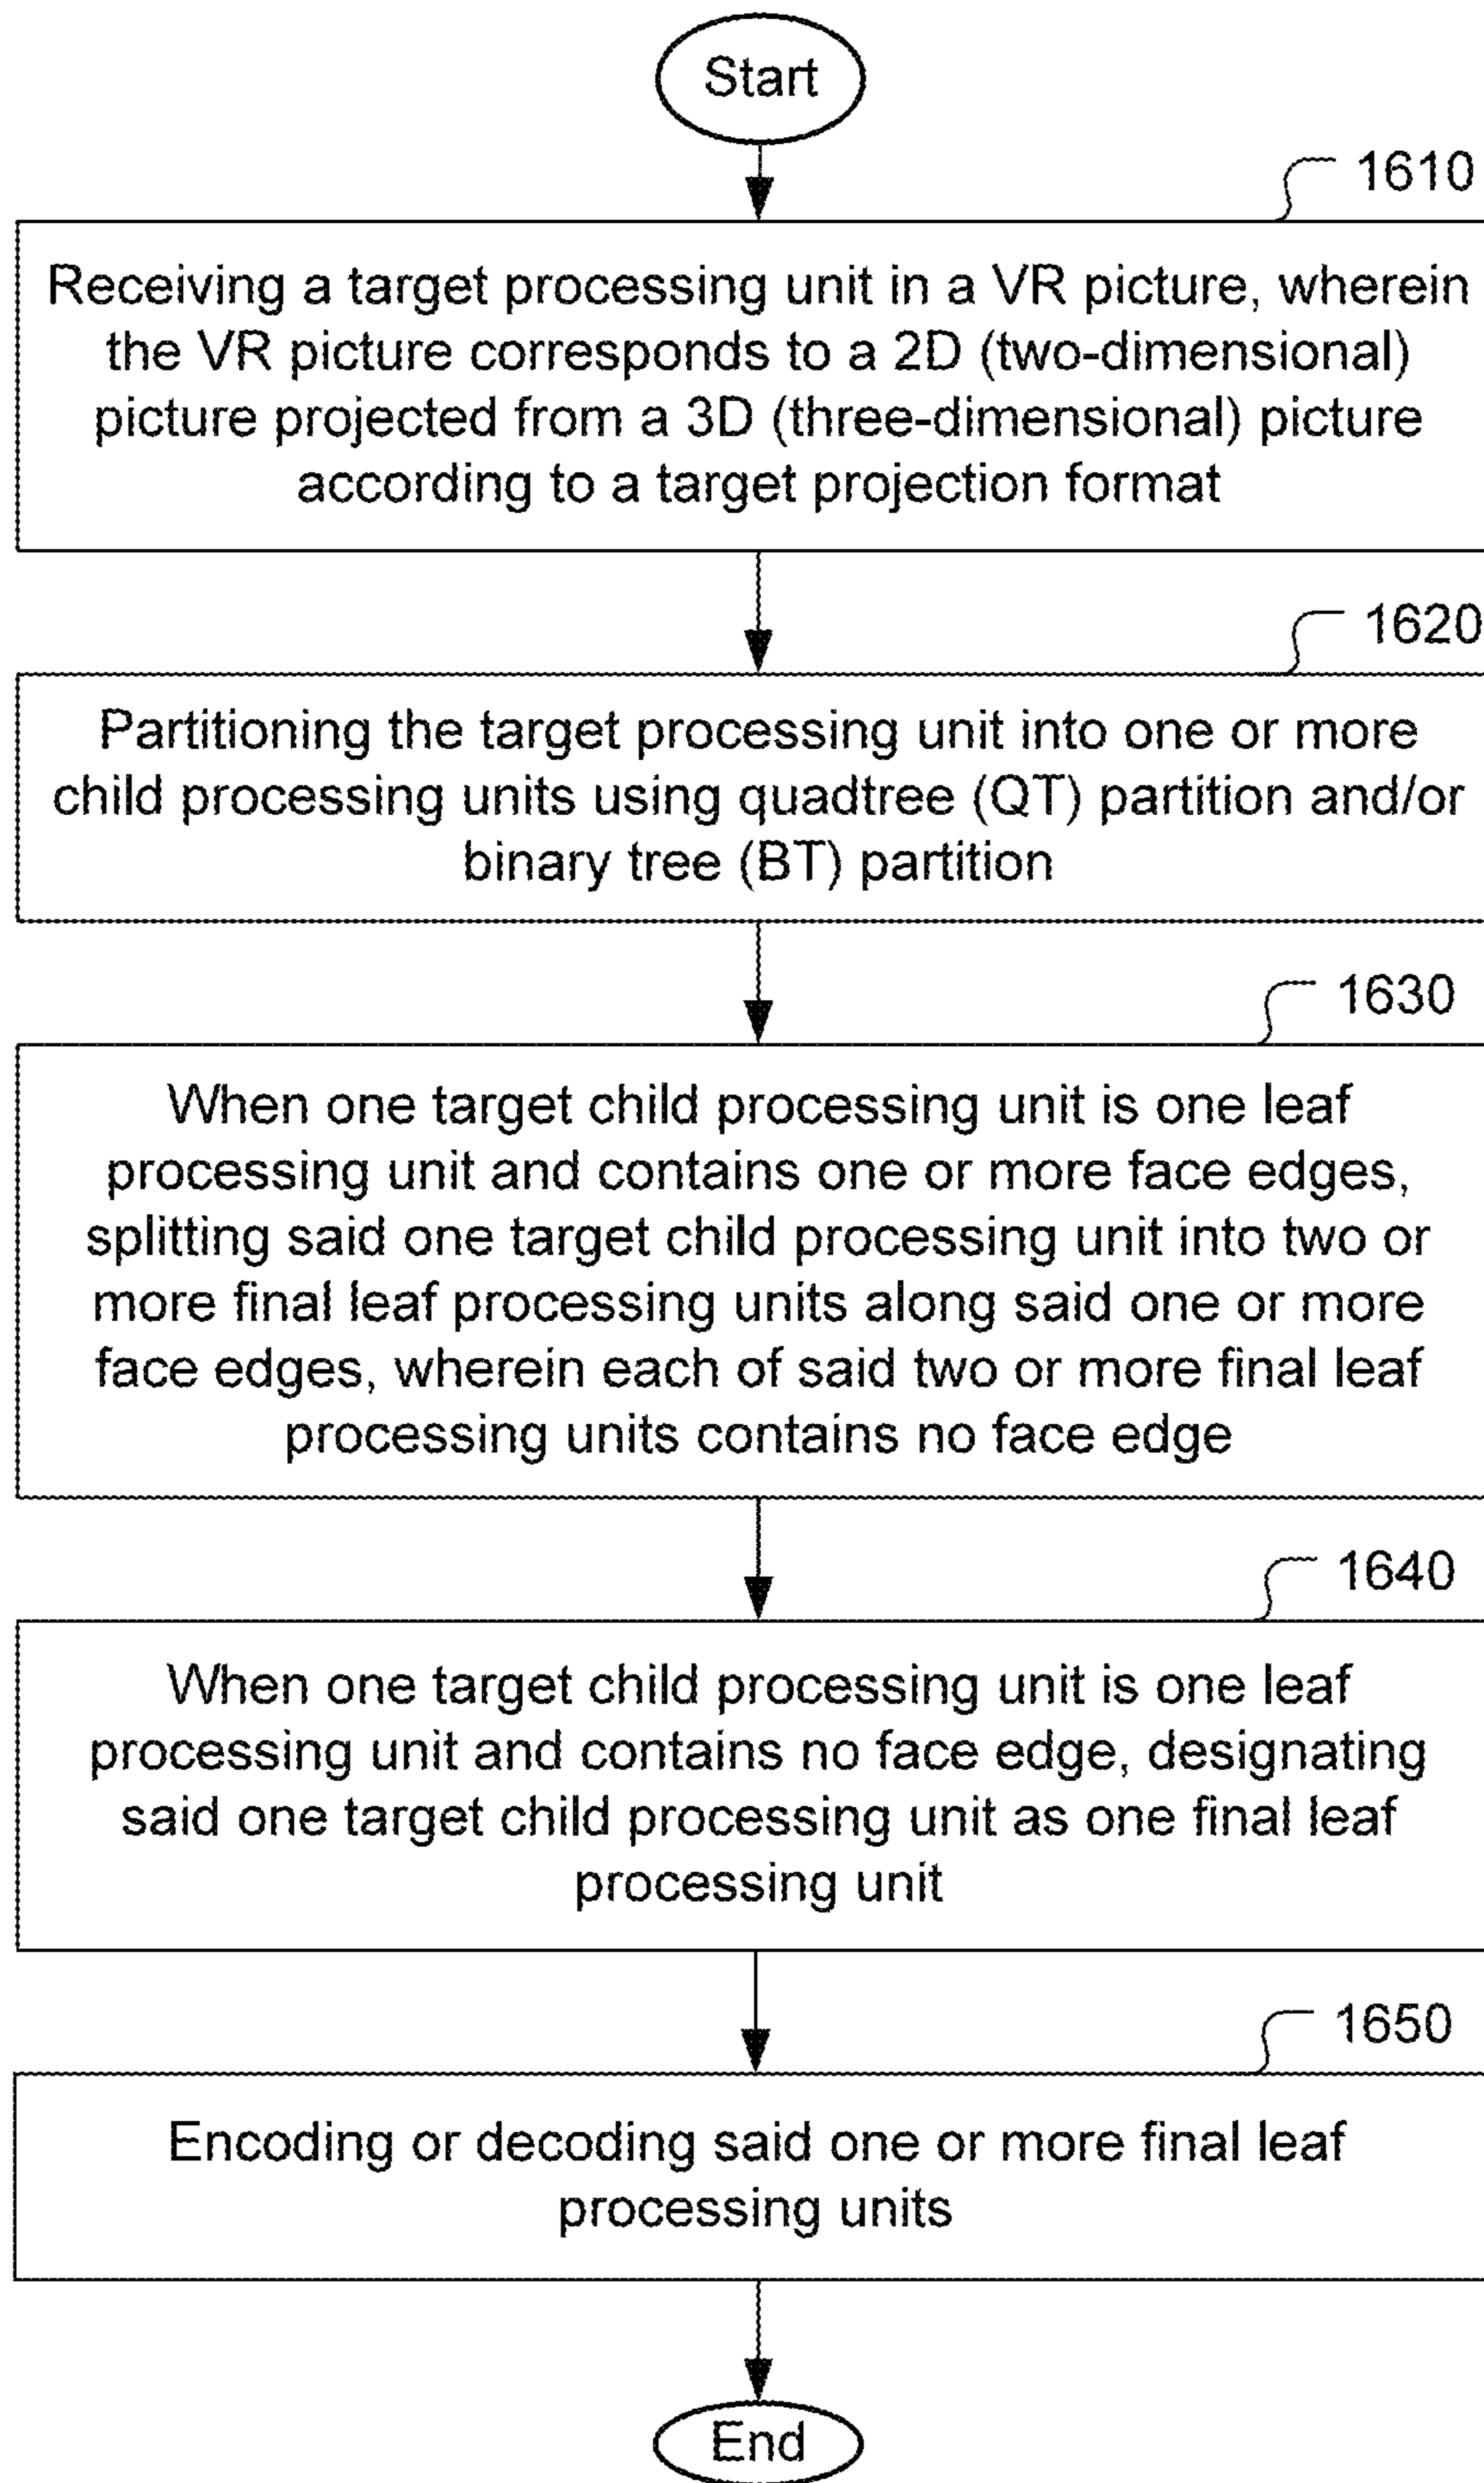 Start
1610
Receiving a target processing unit in a VR picture, wherein
the VR picture corresponds to a 2D (two-dimensional)
picture projected from a 3D (three-dimensional) picture
according to a target projection format
1620
Partitioning the target processing unit into one or more
child processing units using quadtree (QT) partition and/or
binary tree (BT) partition
1630
When one target child processing unit is one leaf
processing unit and contains one or more face edges,
splitting said one target child processing unit into two or
more final leaf processing units along said one or more
face edges, wherein each of said two or more final leaf
processing units contains no face edge
1640
When one target child processing unit is one leaf
processing unit and contains no face edge, designating
said one target child processing unit as one final leaf
processing unit
1650
Encoding or decoding said one or more final leaf
processing units
End